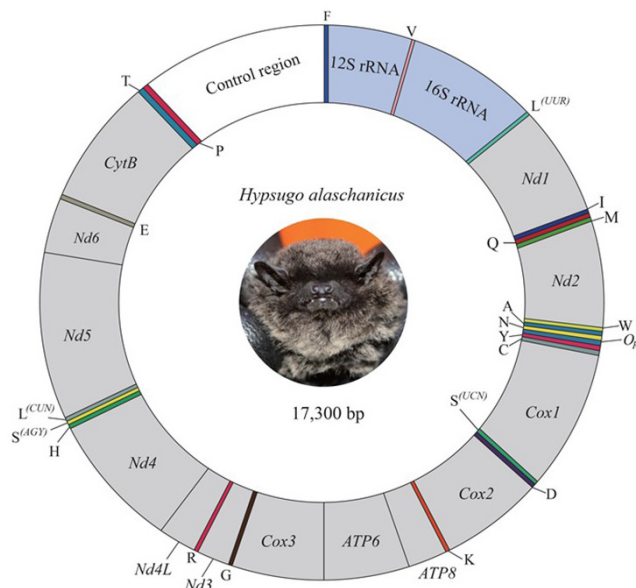 F
V
12S rRNA
16S rRNA
L(UUR)
Control region
T
P
CytB
E
Nd6
Nd5
L(CUN)
S(AGY)
H
Nd4
Nd4L
R
Nd3
G
Cox3
ATP6
ATP8
K
Cox2
D
S(UCN)
Cox1
A
N
Y
C
W
Nd2
Q
I
M
Nd1
Hypsugo alaschanicus
17,300 bp